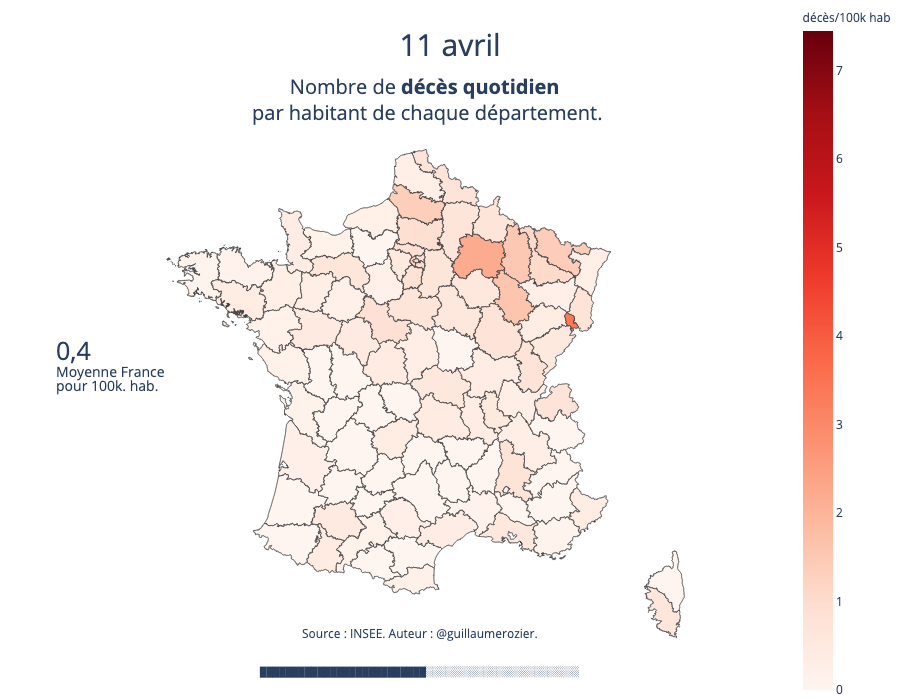 décès/100k hab
11 avril
Nombre de décès quotidien
par habitant de chaque département.
7
6
5
4
3
2
1
0
0,4
Moyenne France
pour 100k. hab.
Source : INSEE. Auteur : @guillaumerozier.